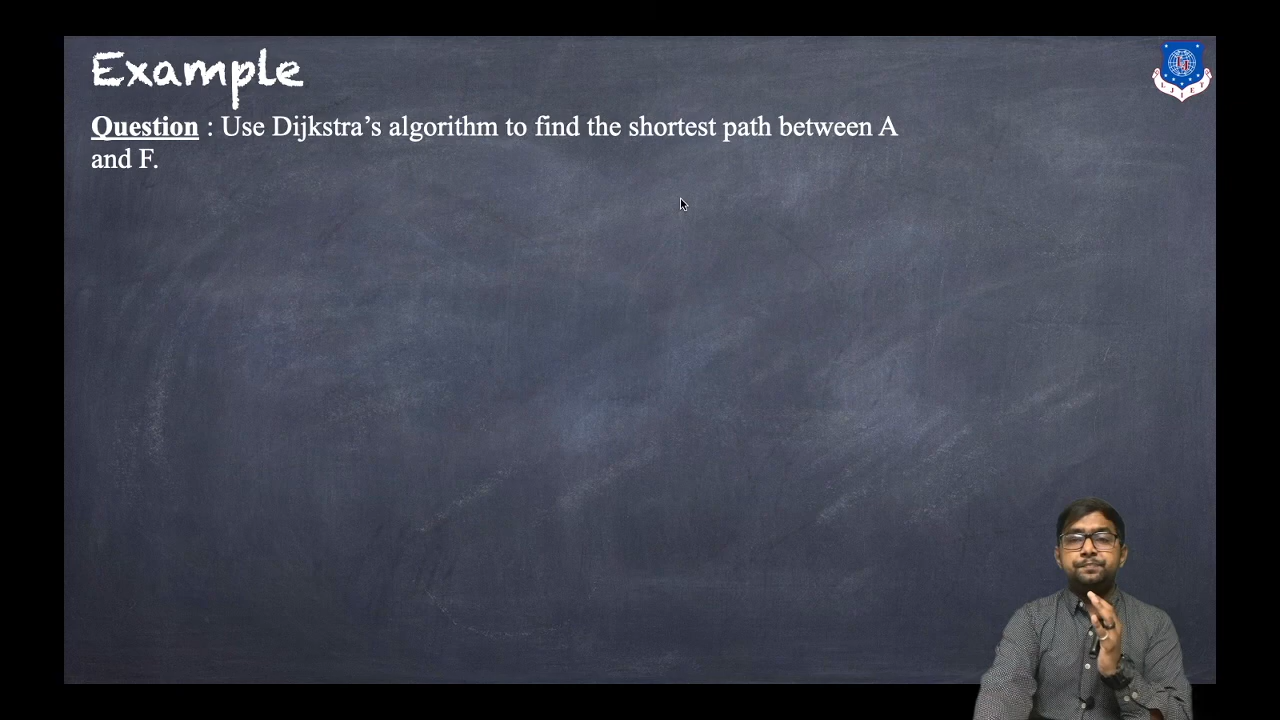 Example
Question : Use Dijkstra’s algorithm to find the shortest path between A
and F.